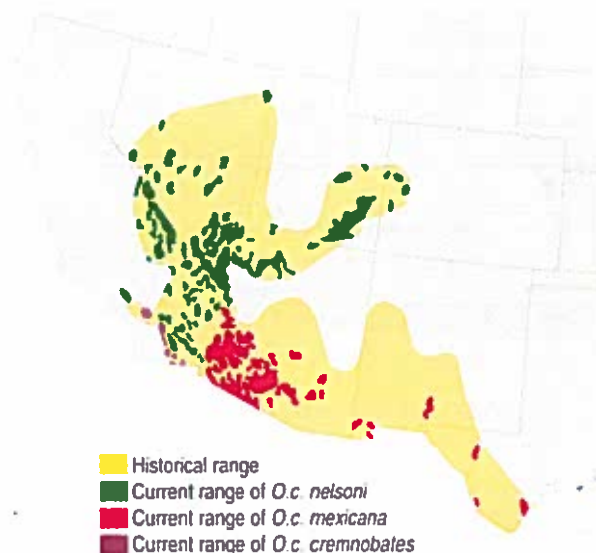 Historical range
Current range of O.c. nelsoni
Current range of O.c. mexicana
Current range of O.c. cremnobates